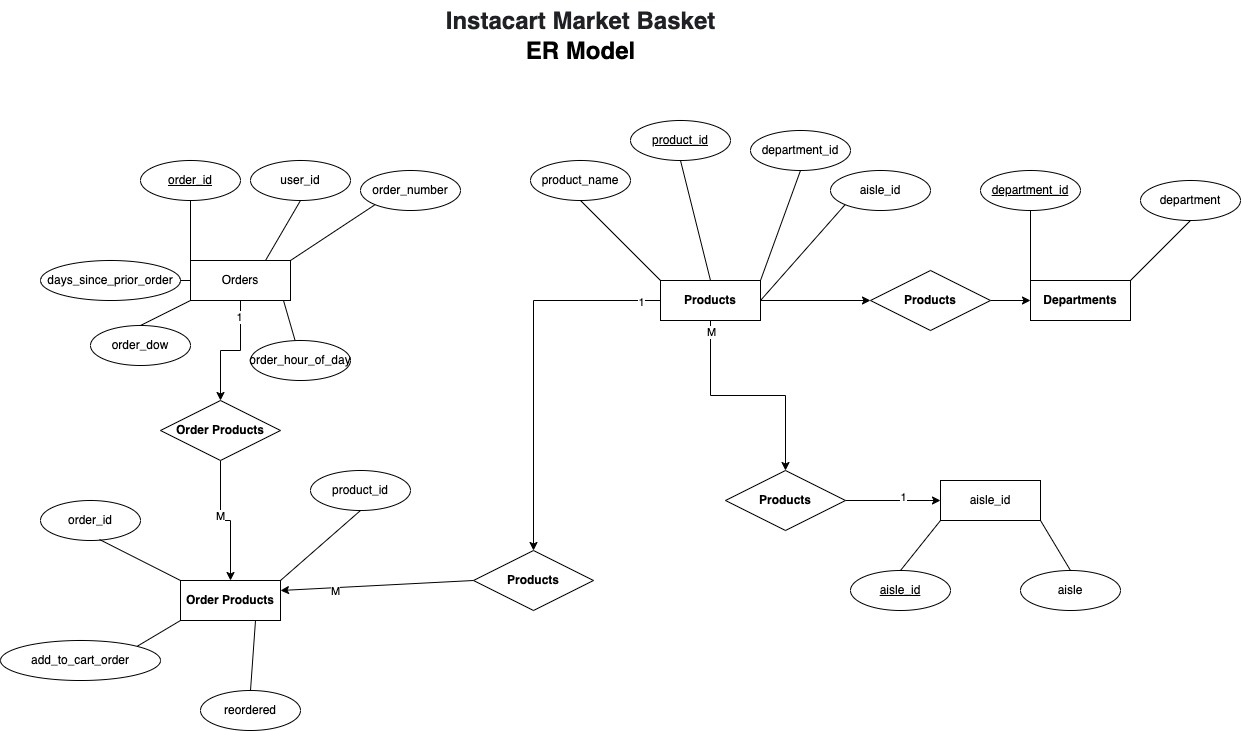 Instacart Market Basket
ER Model
product_id
department_id
order_id
user_id
order_number
product_name
aisle_id
department_id
department
days_since_prior_order
Orders
Products
Products
Departments
1
1
M
order_dow
order_hour_of_day
Order Products
product_id
Products
1
aisle_id
M
order_id
Products
M
Order Products
aisle_id
aisle
add_to_cart_order
reordered